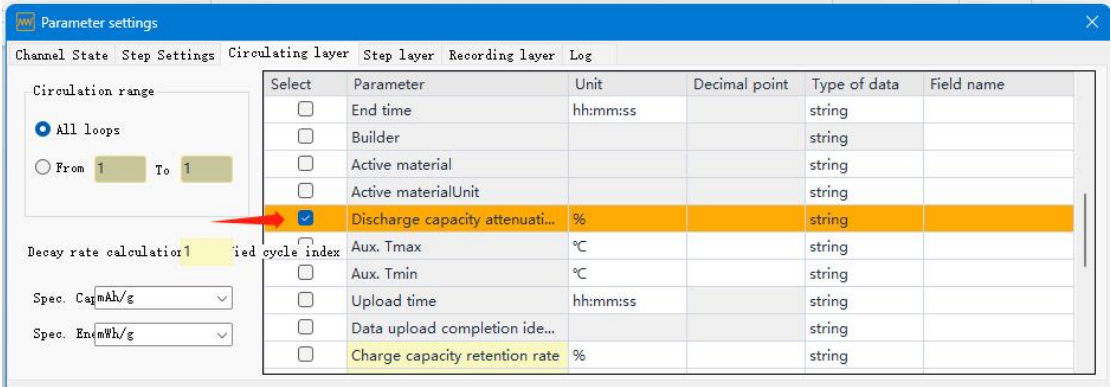 Parameter settings
Channel State Step Settings Circulating layer Step layer Recording layer Log
Circulation range
All loops
From 1 To 1
Decay rate calculation 1 ied cycle index
Spec. Cap mAh/g
Spec. Ene mWh/g
Select Parameter Unit Decimal point Type of data Field name
End time hh:mm:ss string
Builder string
Active material string
Active materialUnit string
Discharge capacity attenuati... % string
Aux. Tmax °C string
Aux. Tmin °C string
Upload time hh:mm:ss string
Data upload completion ide... string
Charge capacity retention rate % string